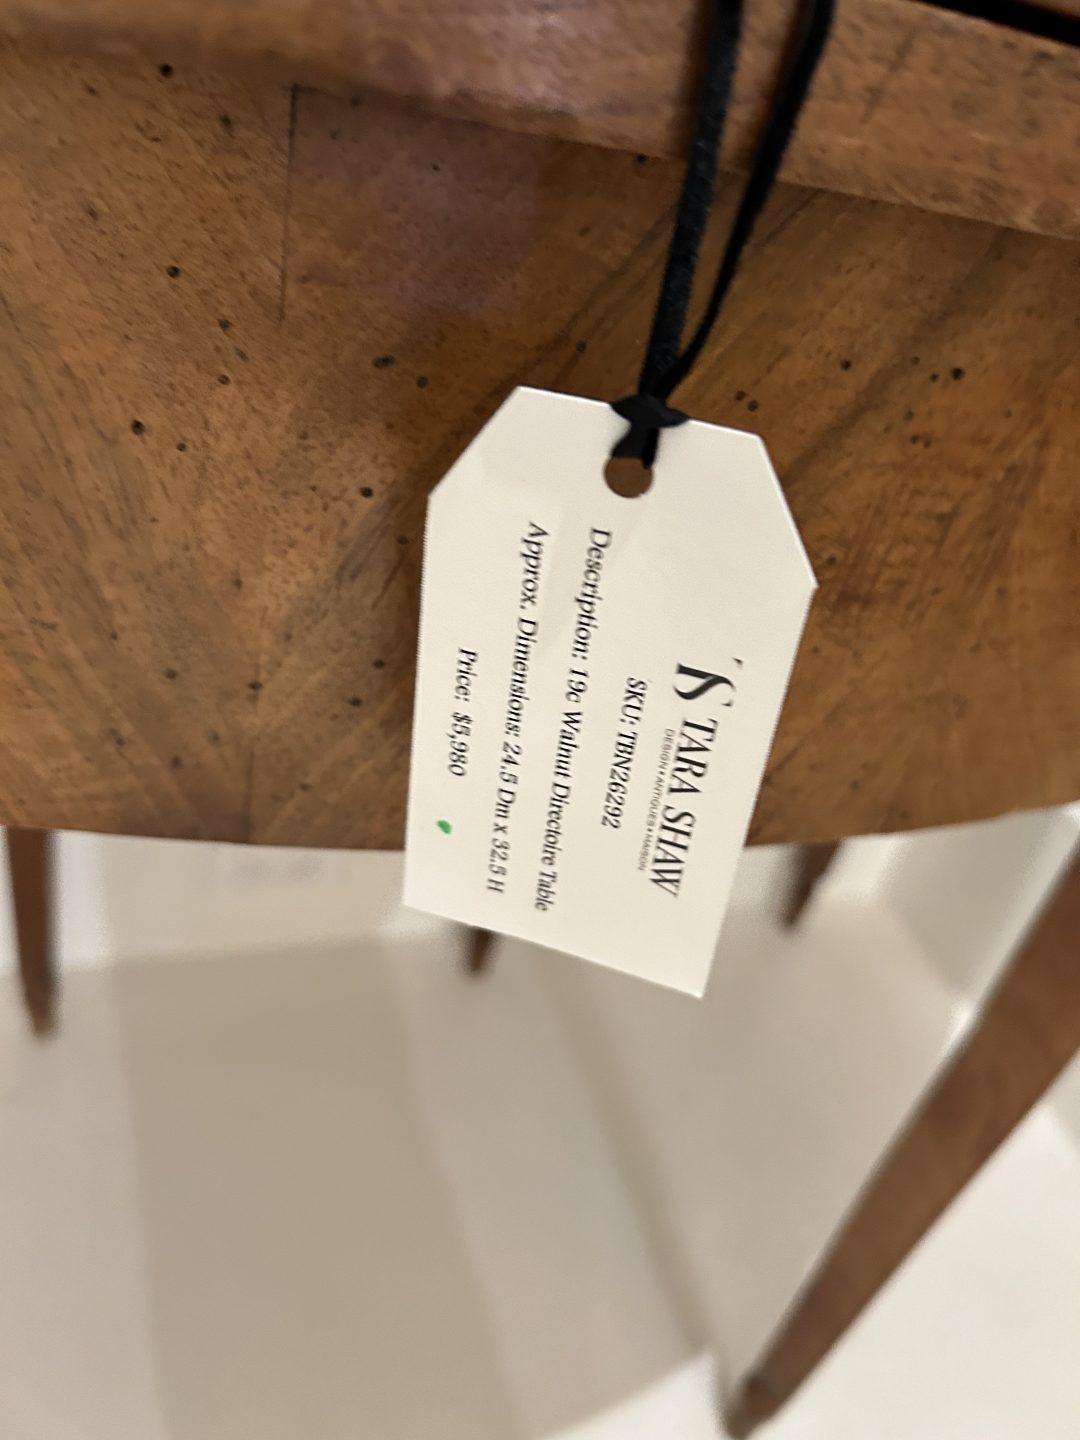 TS TARA SHAW
DESIGN • ANTIQUES • MAISON
SKU: TBN26292
Description: 19c Walnut Directoire Table
Approx. Dimensions: 24.5 Dm x 32.5 H
Price: $5,980